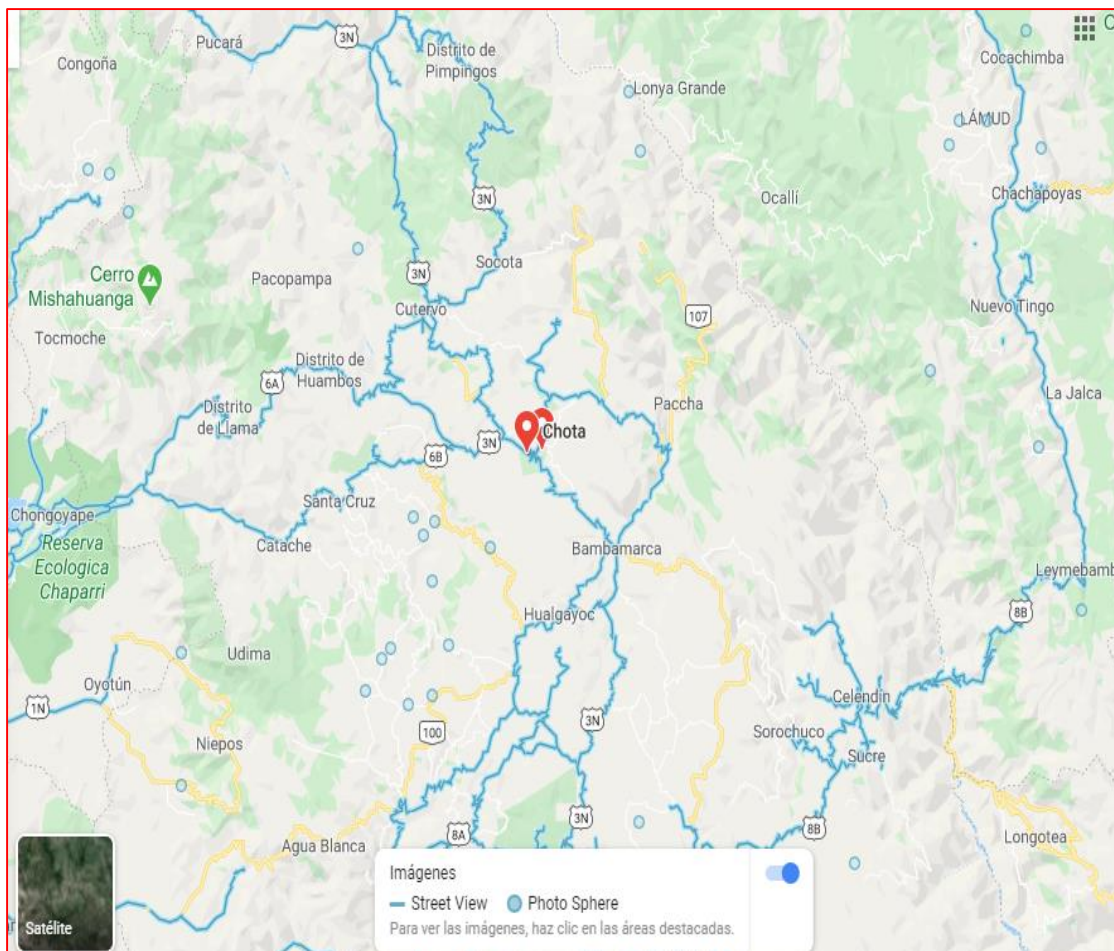 Pucará
3N
Distrito de
Pimpingos
C
Congoña
Cocachimba
Lonya Grande
LÁMUD
Chachapoyas
3N
Ocallí
Socota
3N
Cerro
Mishahuanga
Pacopampa
Cutervo
Nuevo Tingo
107
Tocmoche
Distrito de
Huambos
6A
La Jalca
Distrito
de Llama
Paccha
Chota
3N
6B
Santa Cruz
Chongoyape
Catache
Bambamarca
Reserva
Ecologica
Chaparri
Leymebamb
8B
Hualgayoc
Udima
Oyotún
Celendín
1N
3N
Niepos
100
Sorochuco
Sucre
3N
8A
8B
Agua Blanca
Longotea
Imágenes
Street View
Photo Sphere
Para ver las imágenes, haz clic en las áreas destacadas.
Satélite